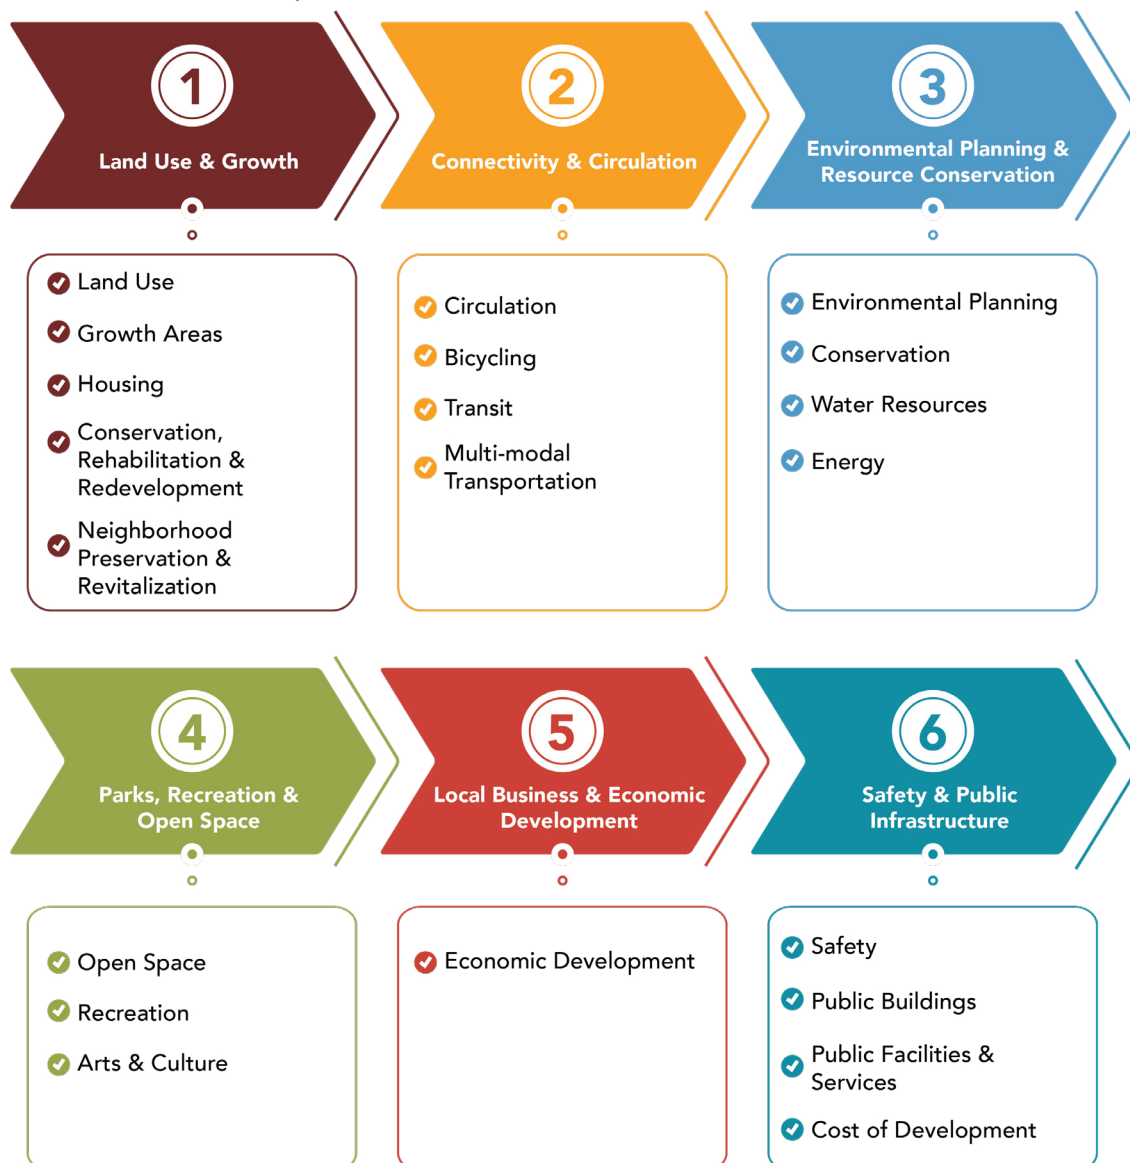 1
Land Use & Growth
2
Connectivity & Circulation
3
Environmental Planning &
Resource Conservation
Land Use
Growth Areas
Housing
Conservation,
Rehabilitation &
Redevelopment
Neighborhood
Preservation &
Revitalization
Circulation
Bicycling
Transit
Multi-modal
Transportation
Environmental Planning
Conservation
Water Resources
Energy
4
Parks, Recreation &
Open Space
5
Local Business & Economic
Development
6
Safety & Public
Infrastructure
Open Space
Recreation
Arts & Culture
Economic Development
Safety
Public Buildings
Public Facilities &
Services
Cost of Development